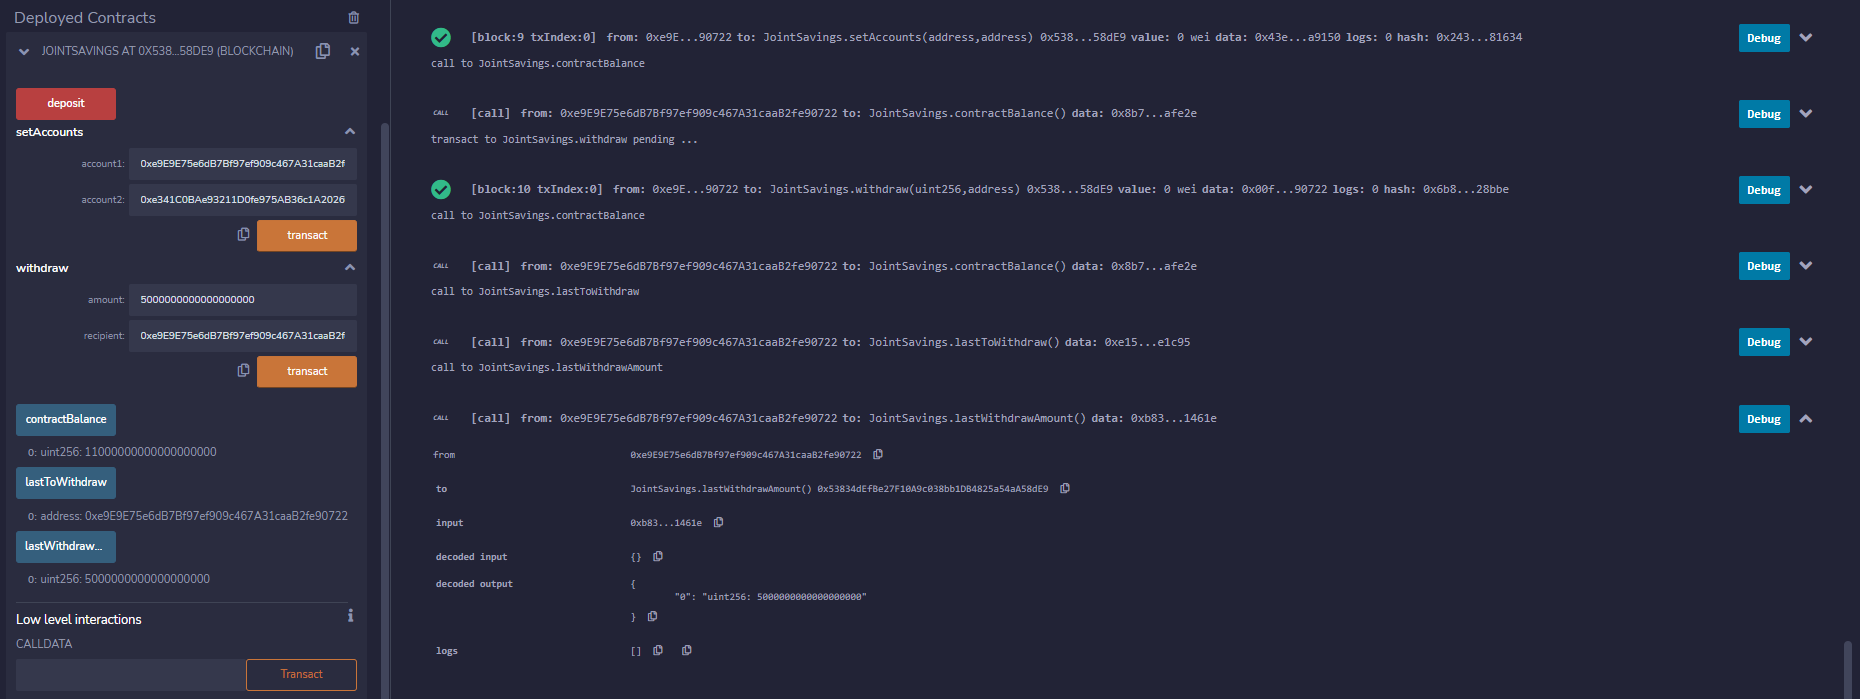 Deployed Contracts
JOINTSAVINGS AT 0X538...58DE9 (BLOCKCHAIN)
deposit
setAccounts
account1: 0xe9E9E75e6dB7Bf97ef909c467A31caaB2f
account2: 0xe341C0BAe93211D0fe975AB36c1A2026
transact
withdraw
amount: 5000000000000000000
recipient: 0xe9E9E75e6dB7Bf97ef909c467A31caaB2f
transact
contractBalance
0: uint256: 11000000000000000000
lastToWithdraw
0: address: 0xe9E9E75e6dB7Bf97ef909c467A31caaB2fe90722
lastWithdraw...
0: uint256: 5000000000000000000
Low level interactions
CALLDATA
Transact
[block:9 txIndex:0] from: 0xe9E...90722 to: JointSavings.setAccounts(address,address) 0x538...58dE9 value: 0 wei data: 0x43e...a9150 logs: 0 hash: 0x243...81634 Debug
call to JointSavings.contractBalance
CALL [call] from: 0xe9E9E75e6dB7Bf97ef909c467A31caaB2fe90722 to: JointSavings.contractBalance() data: 0x8b7...afe2e Debug
transact to JointSavings.withdraw pending ...
[block:10 txIndex:0] from: 0xe9E...90722 to: JointSavings.withdraw(uint256,address) 0x538...58dE9 value: 0 wei data: 0x00f...90722 logs: 0 hash: 0x6b8...28bbe Debug
call to JointSavings.contractBalance
CALL [call] from: 0xe9E9E75e6dB7Bf97ef909c467A31caaB2fe90722 to: JointSavings.contractBalance() data: 0x8b7...afe2e Debug
call to JointSavings.lastToWithdraw
CALL [call] from: 0xe9E9E75e6dB7Bf97ef909c467A31caaB2fe90722 to: JointSavings.lastToWithdraw() data: 0xe15...e1c95 Debug
call to JointSavings.lastWithdrawAmount
CALL [call] from: 0xe9E9E75e6dB7Bf97ef909c467A31caaB2fe90722 to: JointSavings.lastWithdrawAmount() data: 0xb83...1461e Debug
from 0xe9E9E75e6dB7Bf97ef909c467A31caaB2fe90722
to JointSavings.lastWithdrawAmount() 0x53834dEfBe27F10A9c038bb1DB4825a54aA58dE9
input 0xb83...1461e
decoded input {}
decoded output {
"0": "uint256: 5000000000000000000"
}
logs []